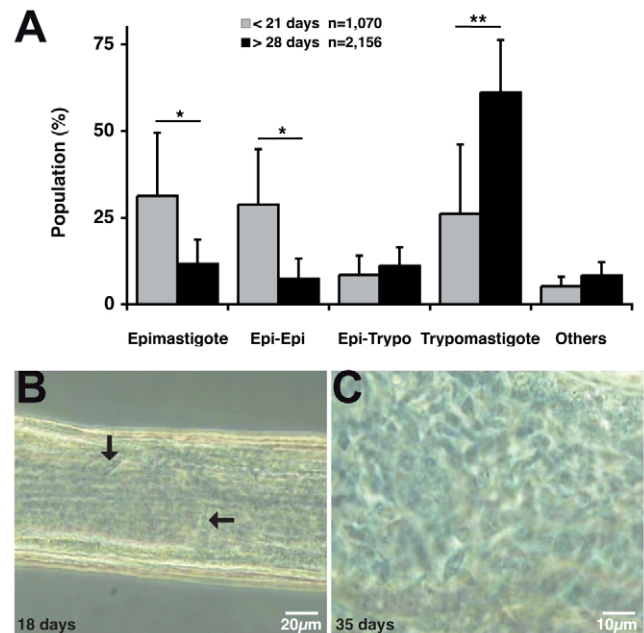 A
< 21 days n=1,070
> 28 days n=2,156
Population (%)
75
50
25
0
*
*
**
Epimastigote Epi-Epi Epi-Trypo Trypomastigote Others
B
18 days
20µm
C
35 days
10µm